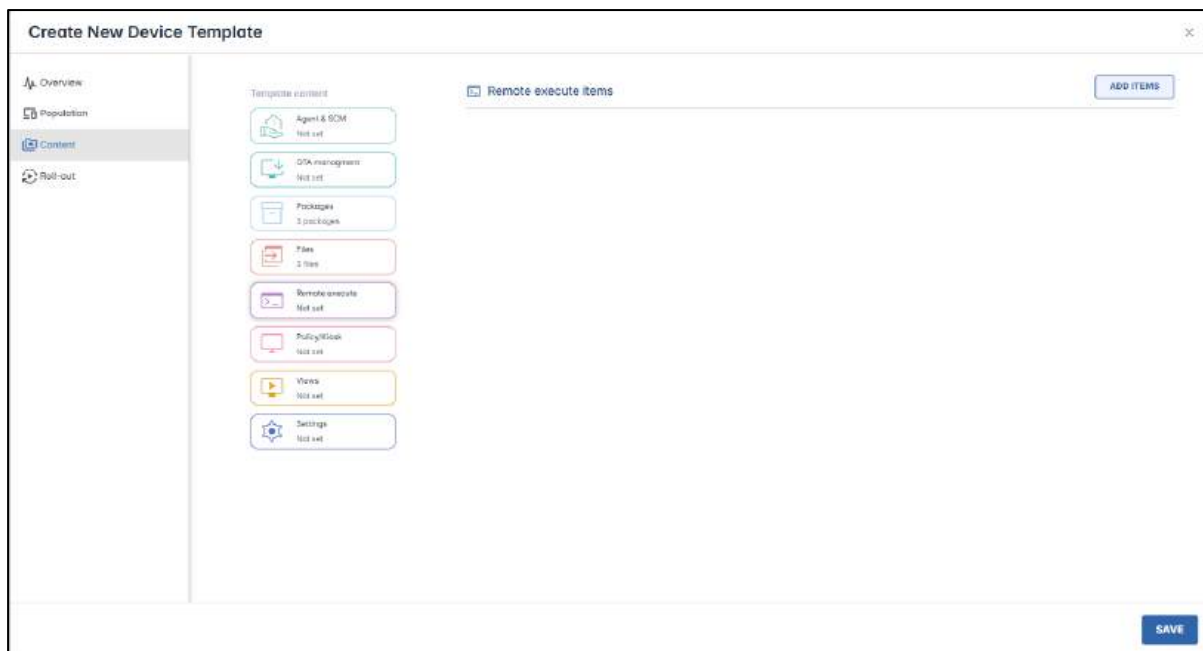 Create New Device Template
Overview
Population
Content
Roll-out
Template content
Agent & SCM
Not set
OTA managment
Not set
Packages
3 packages
Files
3 files
Remote execute
Not set
Policy/Kiosk
Not set
Views
Not set
Settings
Not set
Remote execute items
ADD ITEMS
SAVE